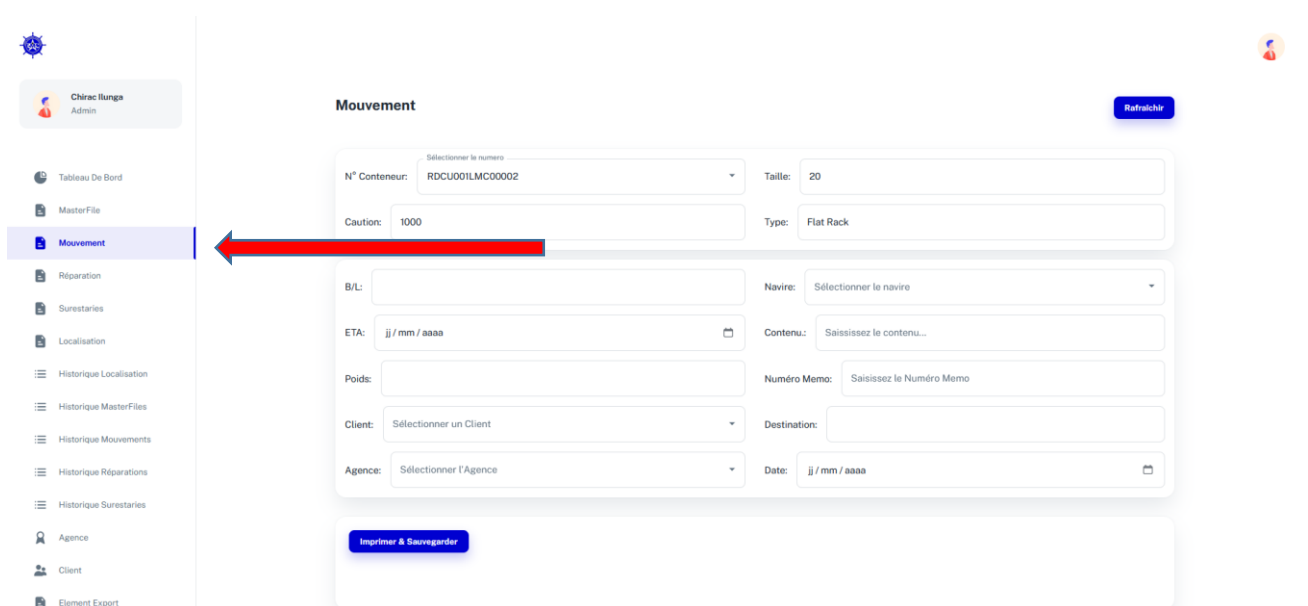 Chirac Ilunga
Admin
Tableau De Bord
MasterFile
Mouvement
Réparation
Surestaries
Localisation
Historique Localisation
Historique MasterFiles
Historique Mouvements
Historique Réparations
Historique Surestaries
Agence
Client
Element Export
Mouvement
Rafraîchir
Sélectionner le numero
N° Conteneur: RDCU001LMC00002
Taille: 20
Caution: 1000
Type: Flat Rack
B/L:
Navire: Sélectionner le navire
ETA: jj / mm / aaaa
Contenu.: Saississez le contenu...
Poids:
Numéro Memo: Saisissez le Numéro Memo
Client: Sélectionner un Client
Destination:
Agence: Sélectionner l'Agence
Date: jj / mm / aaaa
Imprimer & Sauvegarder